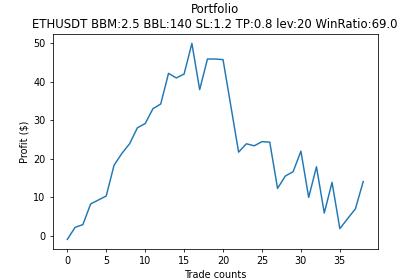 Portfolio
ETHUSDT BBM:2.5 BBL:140 SL:1.2 TP:0.8 lev:20 WinRatio:69.0
50
40
30
20
10
0
Profit ($)
0 5 10 15 20 25 30 35
Trade counts